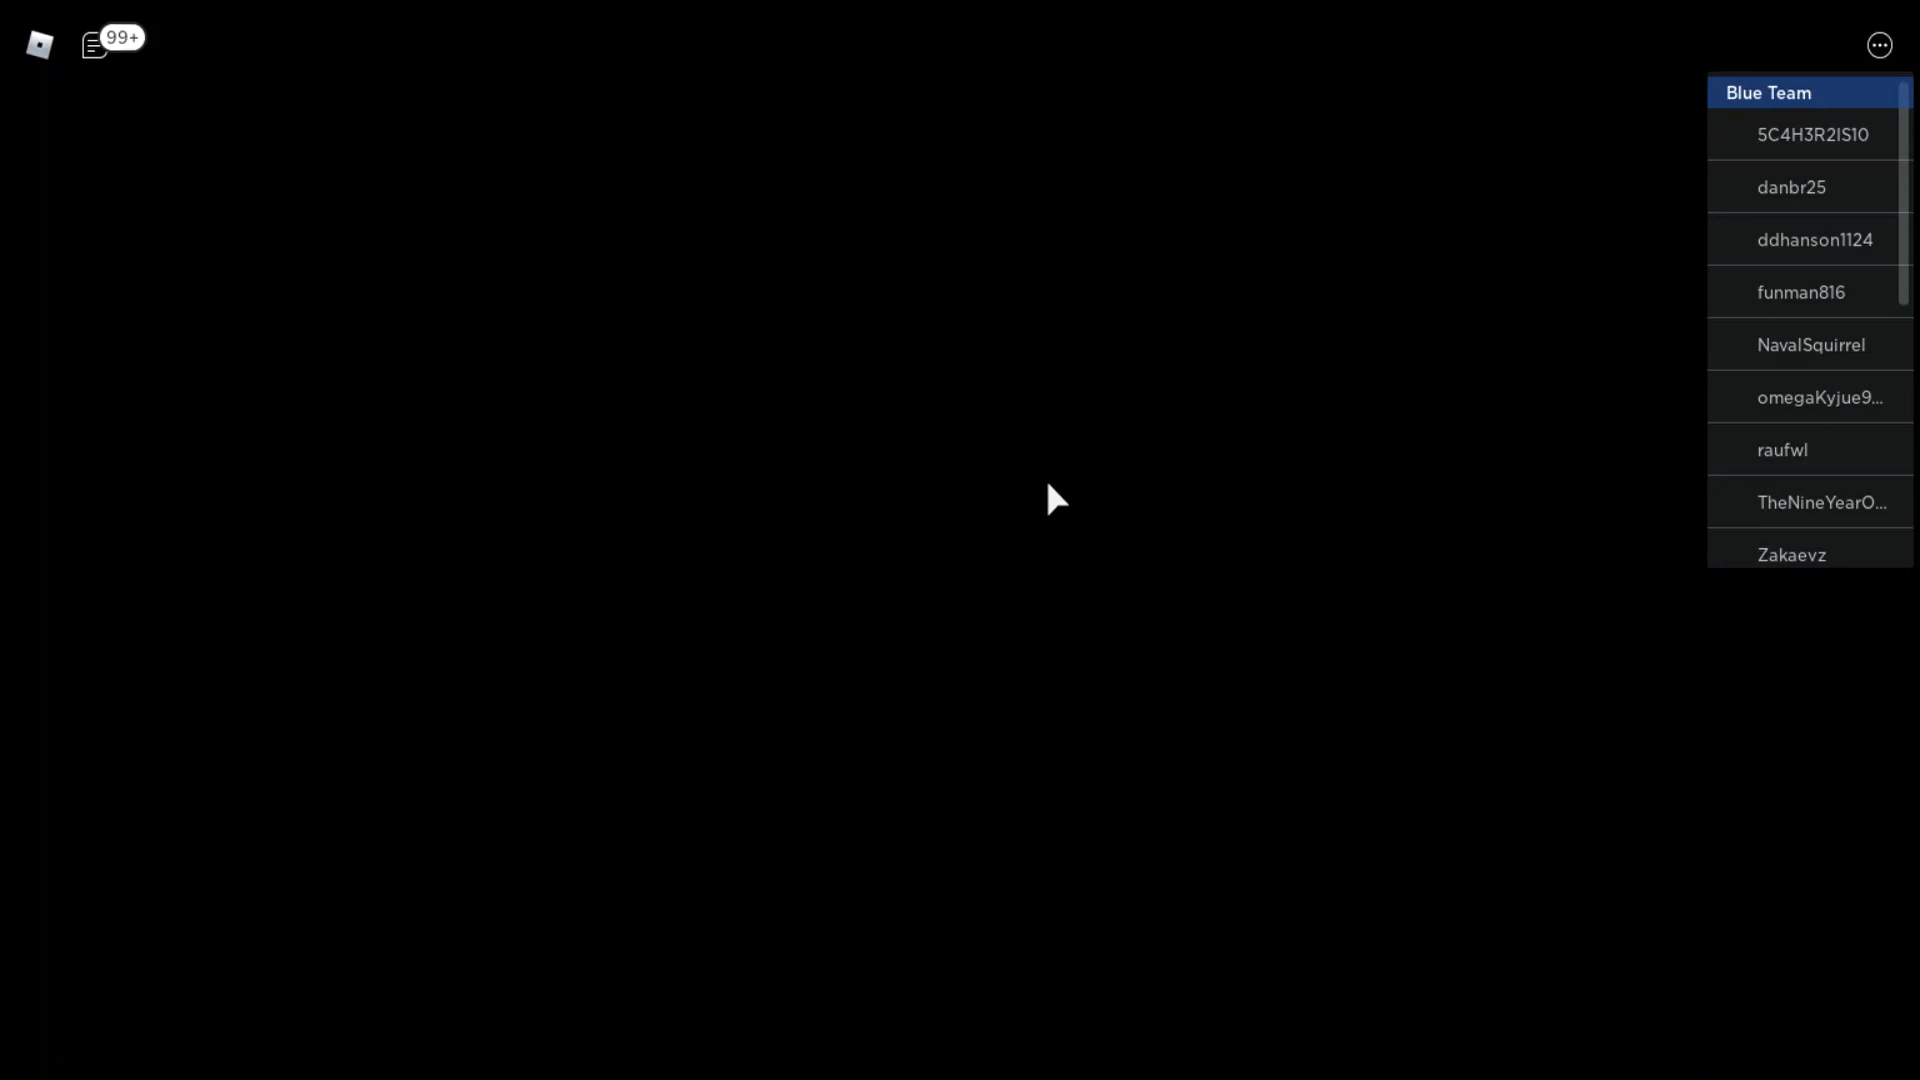 99+
Blue Team
5C4H3R2IS10
danbr25
ddhanson1124
funman816
NavalSquirrel
omegaKyjue9...
raufwl
TheNineYearO...
Zakaevz